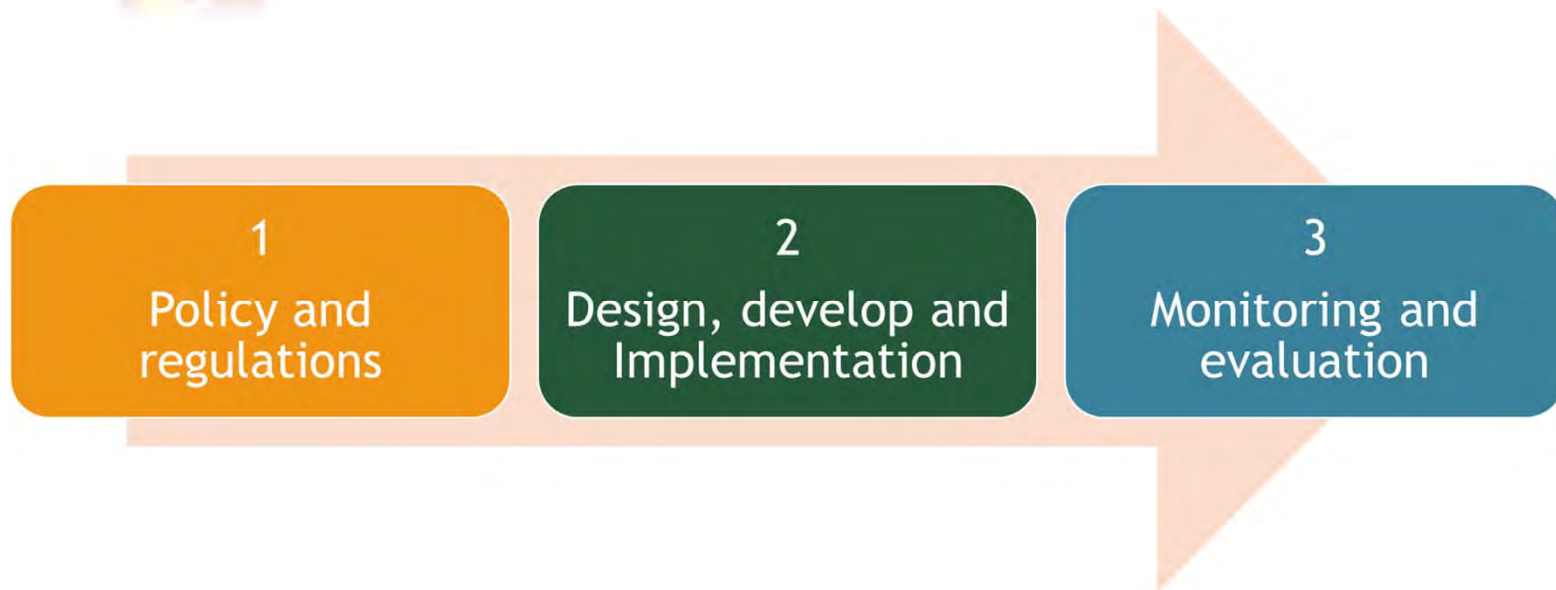 1
Policy and
regulations
2
Design, develop and
Implementation
3
Monitoring and
evaluation